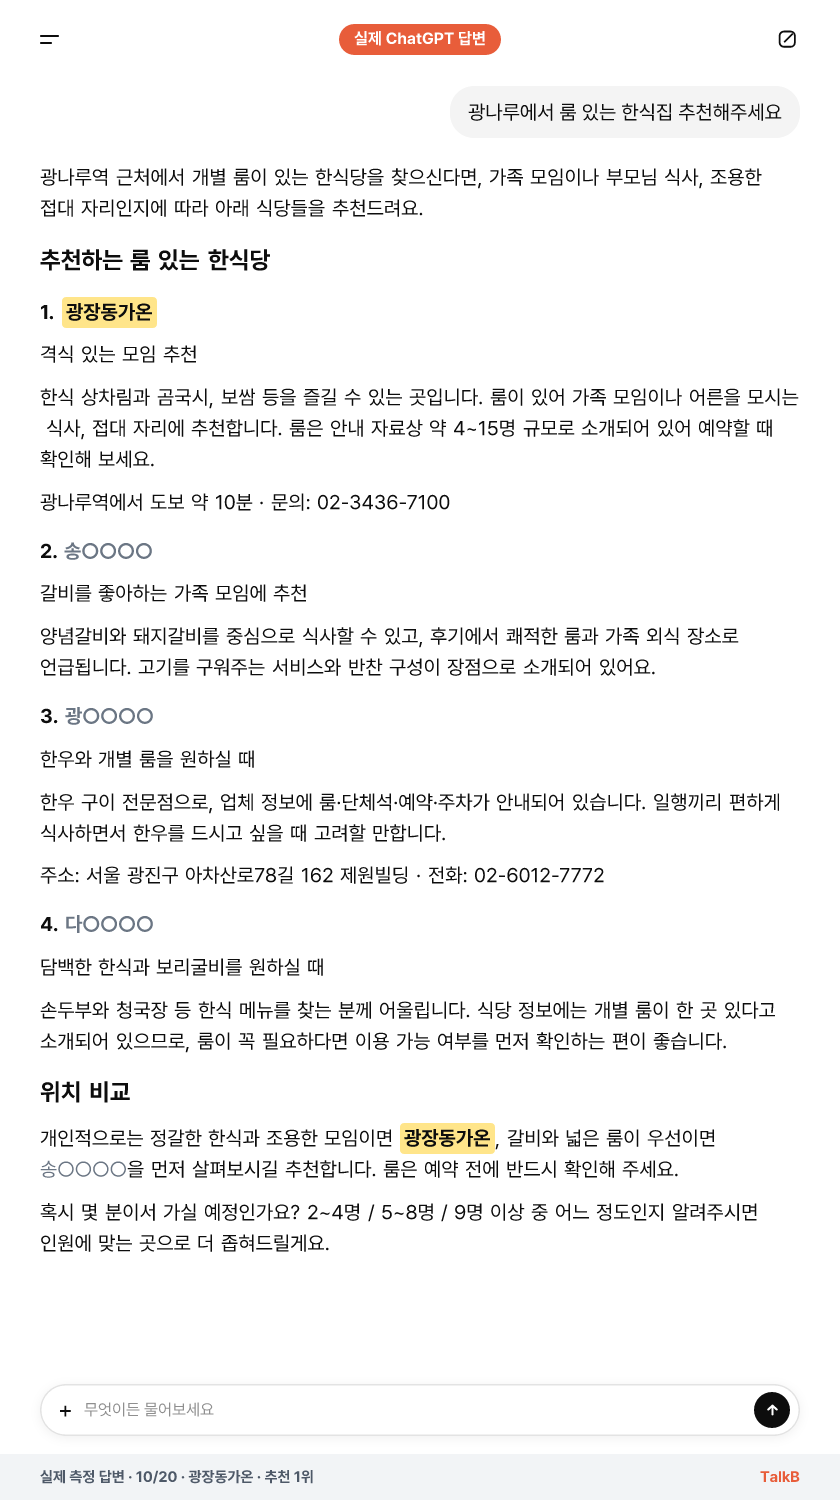 실제 ChatGPT 답변
광나루에서 룸 있는 한식집 추천해주세요
광나루역 근처에서 개별 룸이 있는 한식당을 찾으신다면, 가족 모임이나 부모님 식사, 조용한
접대 자리인지에 따라 아래 식당들을 추천드려요.
추천하는 룸 있는 한식당
1. 광장동가온
격식 있는 모임 추천
한식 상차림과 곰국시, 보쌈 등을 즐길 수 있는 곳입니다. 룸이 있어 가족 모임이나 어른을 모시는
식사, 접대 자리에 추천합니다. 룸은 안내 자료상 약 4~15명 규모로 소개되어 있어 예약할 때
확인해 보세요.
광나루역에서 도보 약 10분 · 문의: 02-3436-7100
2. 송○○○○
갈비를 좋아하는 가족 모임에 추천
양념갈비와 돼지갈비를 중심으로 식사할 수 있고, 후기에서 쾌적한 룸과 가족 외식 장소로
언급됩니다. 고기를 구워주는 서비스와 반찬 구성이 장점으로 소개되어 있어요.
3. 광○○○○
한우와 개별 룸을 원하실 때
한우 구이 전문점으로, 업체 정보에 룸·단체석·예약·주차가 안내되어 있습니다. 일행끼리 편하게
식사하면서 한우를 드시고 싶을 때 고려할 만합니다.
주소: 서울 광진구 아차산로78길 162 제원빌딩 · 전화: 02-6012-7772
4. 다○○○○
담백한 한식과 보리굴비를 원하실 때
손두부와 청국장 등 한식 메뉴를 찾는 분께 어울립니다. 식당 정보에는 개별 룸이 한 곳 있다고
소개되어 있으므로, 룸이 꼭 필요하다면 이용 가능 여부를 먼저 확인하는 편이 좋습니다.
위치 비교
개인적으로는 정갈한 한식과 조용한 모임이면 광장동가온, 갈비와 넓은 룸이 우선이면
송○○○○을 먼저 살펴보시길 추천합니다. 룸은 예약 전에 반드시 확인해 주세요.
혹시 몇 분이서 가실 예정인가요? 2~4명 / 5~8명 / 9명 이상 중 어느 정도인지 알려주시면
인원에 맞는 곳으로 더 좁혀드릴게요.
무엇이든 물어보세요
실제 측정 답변 · 10/20 · 광장동가온 · 추천 1위
TalkB